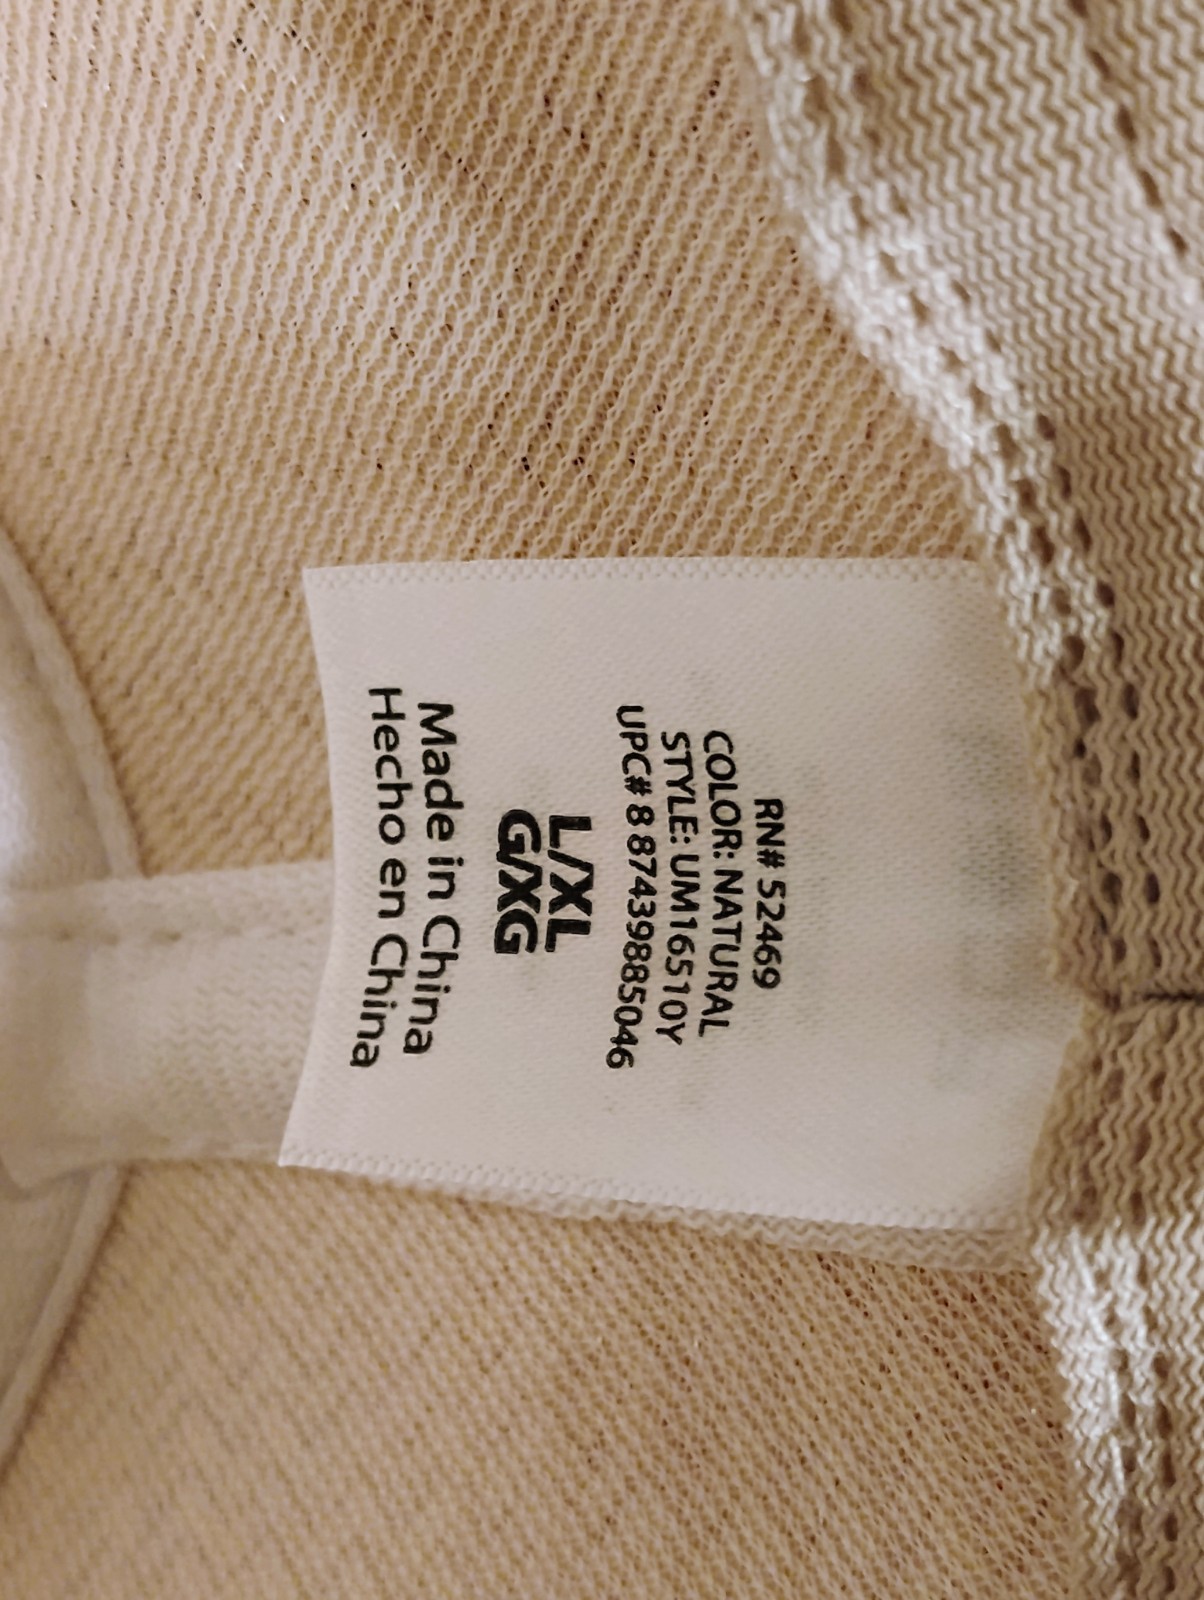 RN# 52469
COLOR: NATURAL
STYLE: UM16510Y
UPC# 8 87439885046
L/XL
G/XG
Made in China
Hecho en China